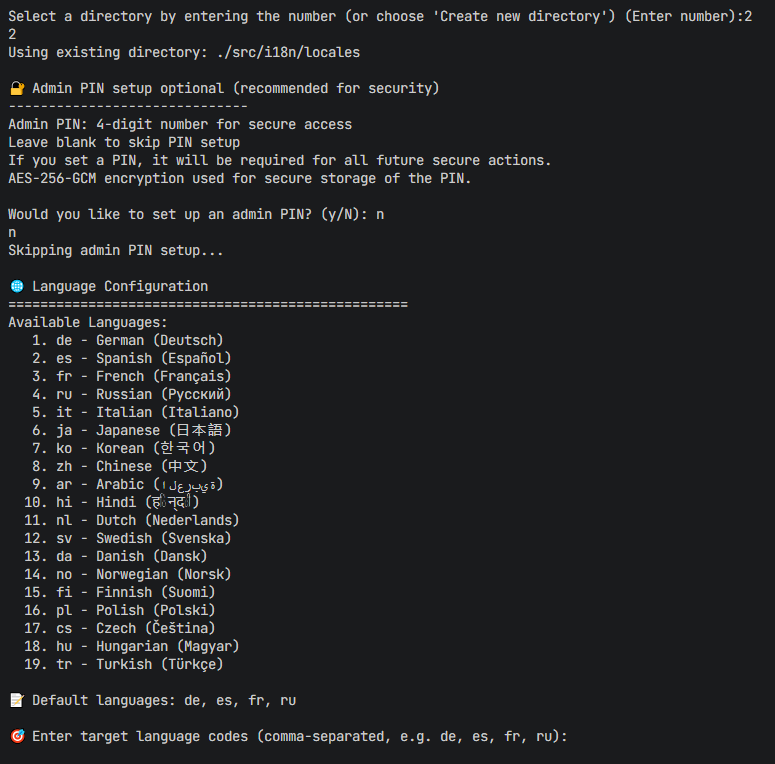 Select a directory by entering the number (or choose 'Create new directory') (Enter number):2
2
Using existing directory: ./src/i18n/locales
🔐 Admin PIN setup optional (recommended for security)
------------------------------
Admin PIN: 4-digit number for secure access
Leave blank to skip PIN setup
If you set a PIN, it will be required for all future secure actions.
AES-256-GCM encryption used for secure storage of the PIN.
Would you like to set up an admin PIN? (y/N): n
n
Skipping admin PIN setup...
🌐 Language Configuration
==================================================
Available Languages:
1. de - German (Deutsch)
2. es - Spanish (Español)
3. fr - French (Français)
4. ru - Russian (Русский)
5. it - Italian (Italiano)
6. ja - Japanese (日本語)
7. ko - Korean (한국어)
8. zh - Chinese (中文)
9. ar - Arabic (العربية)
10. hi - Hindi (हिन्दी)
11. nl - Dutch (Nederlands)
12. sv - Swedish (Svenska)
13. da - Danish (Dansk)
14. no - Norwegian (Norsk)
15. fi - Finnish (Suomi)
16. pl - Polish (Polski)
17. cs - Czech (Čeština)
18. hu - Hungarian (Magyar)
19. tr - Turkish (Türkçe)
📝 Default languages: de, es, fr, ru
🎯 Enter target language codes (comma-separated, e.g. de, es, fr, ru):